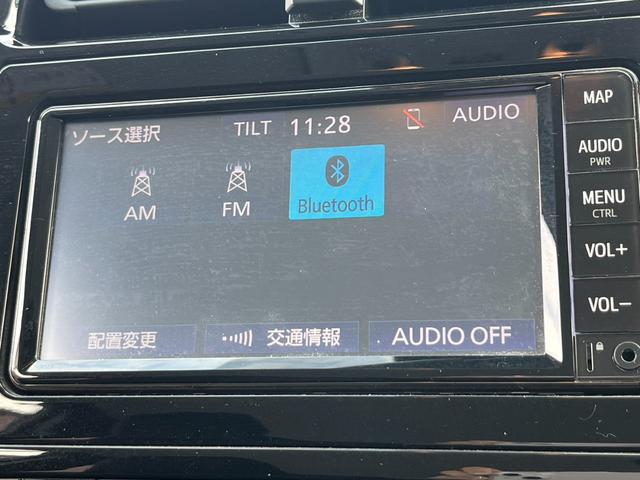 ソース選択 TILT 11:28 AUDIO
AM FM Bluetooth
配置変更 交通情報 AUDIO OFF
MAP
AUDIO
PWR
MENU
CTRL
VOL+
VOL-